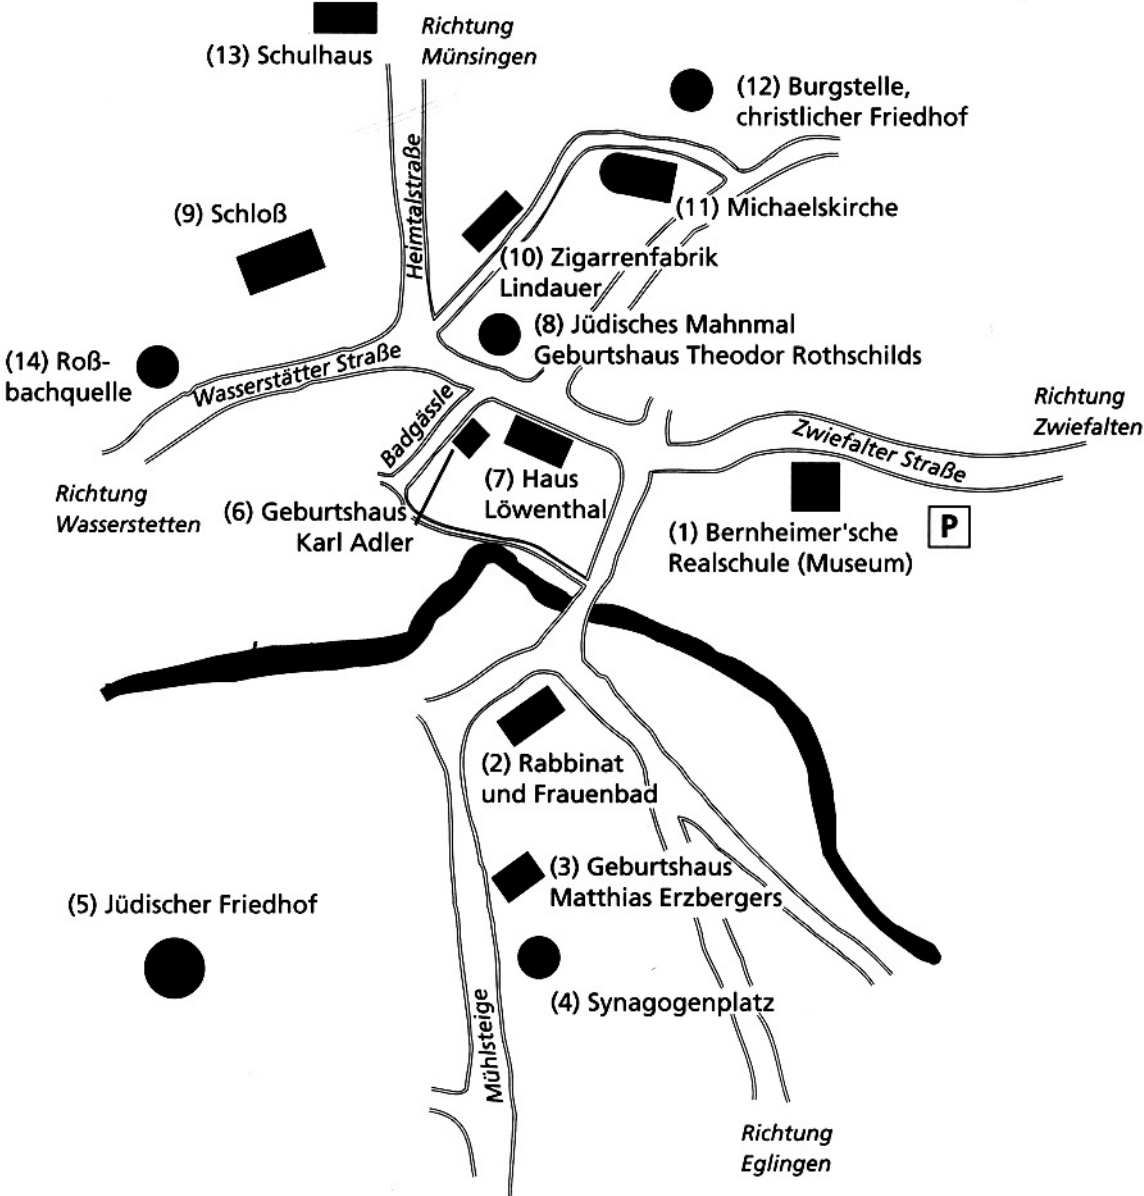 Richtung
Münsingen
(13) Schulhaus
(12) Burgstelle,
christlicher Friedhof
Heimtalstraße
(9) Schloß
(11) Michaelskirche
(10) Zigarrenfabrik
Lindauer
(8) Jüdisches Mahnmal
Geburtshaus Theodor Rothschilds
(14) Roß-
bachquelle
Wasserstätter Straße
Badgässle
Richtung
Zwiefalten
Zwiefalter Straße
(7) Haus
Löwenthal
Richtung
Wasserstetten
(6) Geburtshaus
Karl Adler
(1) Bernheimer'sche
Realschule (Museum)
P
(2) Rabbinat
und Frauenbad
(3) Geburtshaus
Matthias Erzbergers
(5) Jüdischer Friedhof
(4) Synagogenplatz
Mühlsteige
Richtung
Eglingen